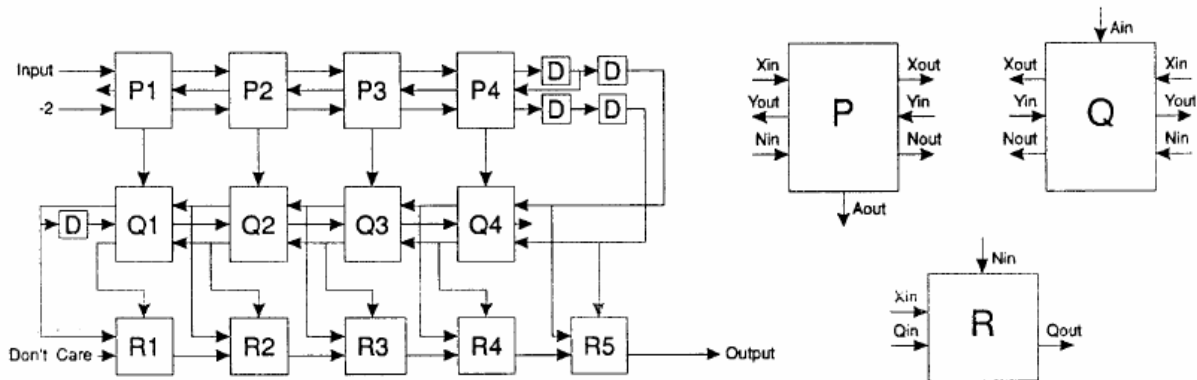 Input
-2
P1
P2
P3
P4
D
D
D
D
D
Q1
Q2
Q3
Q4
Don't Care
R1
R2
R3
R4
R5
Output
Xin
Yout
Nin
P
Xout
Yin
Nout
Aout
Ain
Xout
Yin
Nout
Q
Xin
Yout
Nin
Nin
Xin
Qin
R
Qout